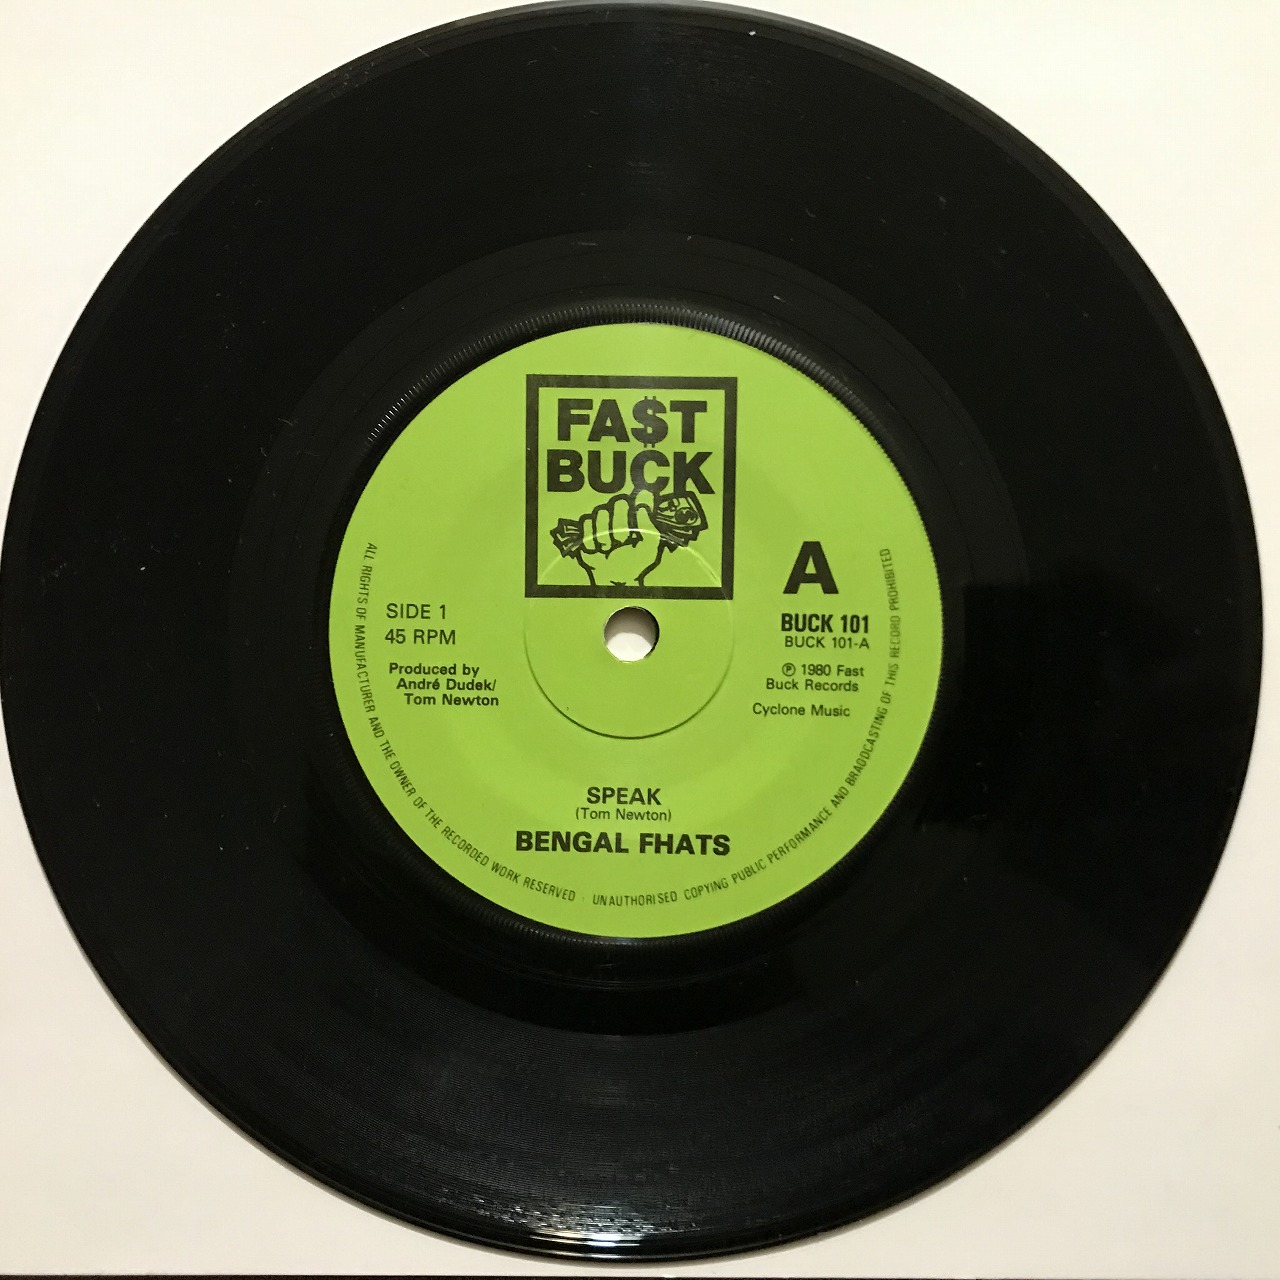 FA$T
BUCK
A
SIDE 1
45 RPM
BUCK 101
BUCK 101-A
Produced by
André Dudek/
Tom Newton
℗ 1980 Fast
Buck Records
Cyclone Music
SPEAK
(Tom Newton)
BENGAL FHATS
ALL RIGHTS OF MANUFACTURER AND THE OWNER OF THE RECORDED WORK RESERVED · UNAUTHORISED COPYING PUBLIC PERFORMANCE AND BRAODCASTING OF THIS RECORD PROHIBITED